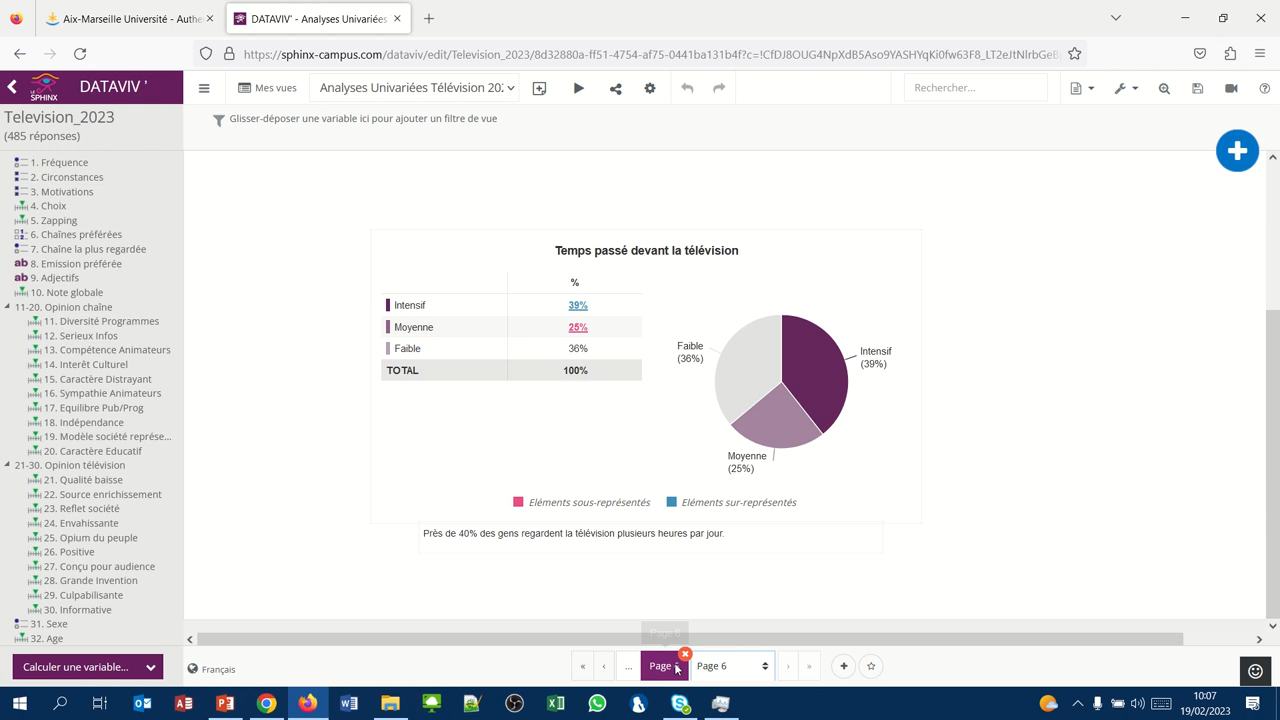 Aix-Marseille Université - Authe
DATAVIV' - Analyses Univariées
https://sphinx-campus.com/dataviv/edit/Television_2023/8d32880a-ff51-4754-af75-0441ba131b4f?c=!CfDJ8OUG4NpXdB5Aso9YASHYqKi0fw63F8_LT2eJtNlrbGeB
LE SPHINX
DATAVIV '
Mes vues
Analyses Univariées Télévision 202
Rechercher...
Television_2023
(485 réponses)
Glisser-déposer une variable ici pour ajouter un filtre de vue
1. Fréquence
2. Circonstances
3. Motivations
4. Choix
5. Zapping
6. Chaînes préférées
7. Chaîne la plus regardée
ab 8. Emission préférée
ab 9. Adjectifs
10. Note globale
11-20. Opinion chaîne
11. Diversité Programmes
12. Serieux Infos
13. Compétence Animateurs
14. Interêt Culturel
15. Caractère Distrayant
16. Sympathie Animateurs
17. Equilibre Pub/Prog
18. Indépendance
19. Modèle société représe...
20. Caractère Educatif
21-30. Opinion télévision
21. Qualité baisse
22. Source enrichissement
23. Reflet société
24. Envahissante
25. Opium du peuple
26. Positive
27. Conçu pour audience
28. Grande Invention
29. Culpabilisante
30. Informative
31. Sexe
32. Age
Calculer une variable...
Temps passé devant la télévision
%
Intensif 39%
Moyenne 25%
Faible 36%
TOTAL 100%
Faible
(36%)
Intensif
(39%)
Moyenne
(25%)
Eléments sous-représentés
Eléments sur-représentés
Près de 40% des gens regardent la télévision plusieurs heures par jour.
Français
« ‹ ... Page Page 6 › »
10:07
19/02/2023